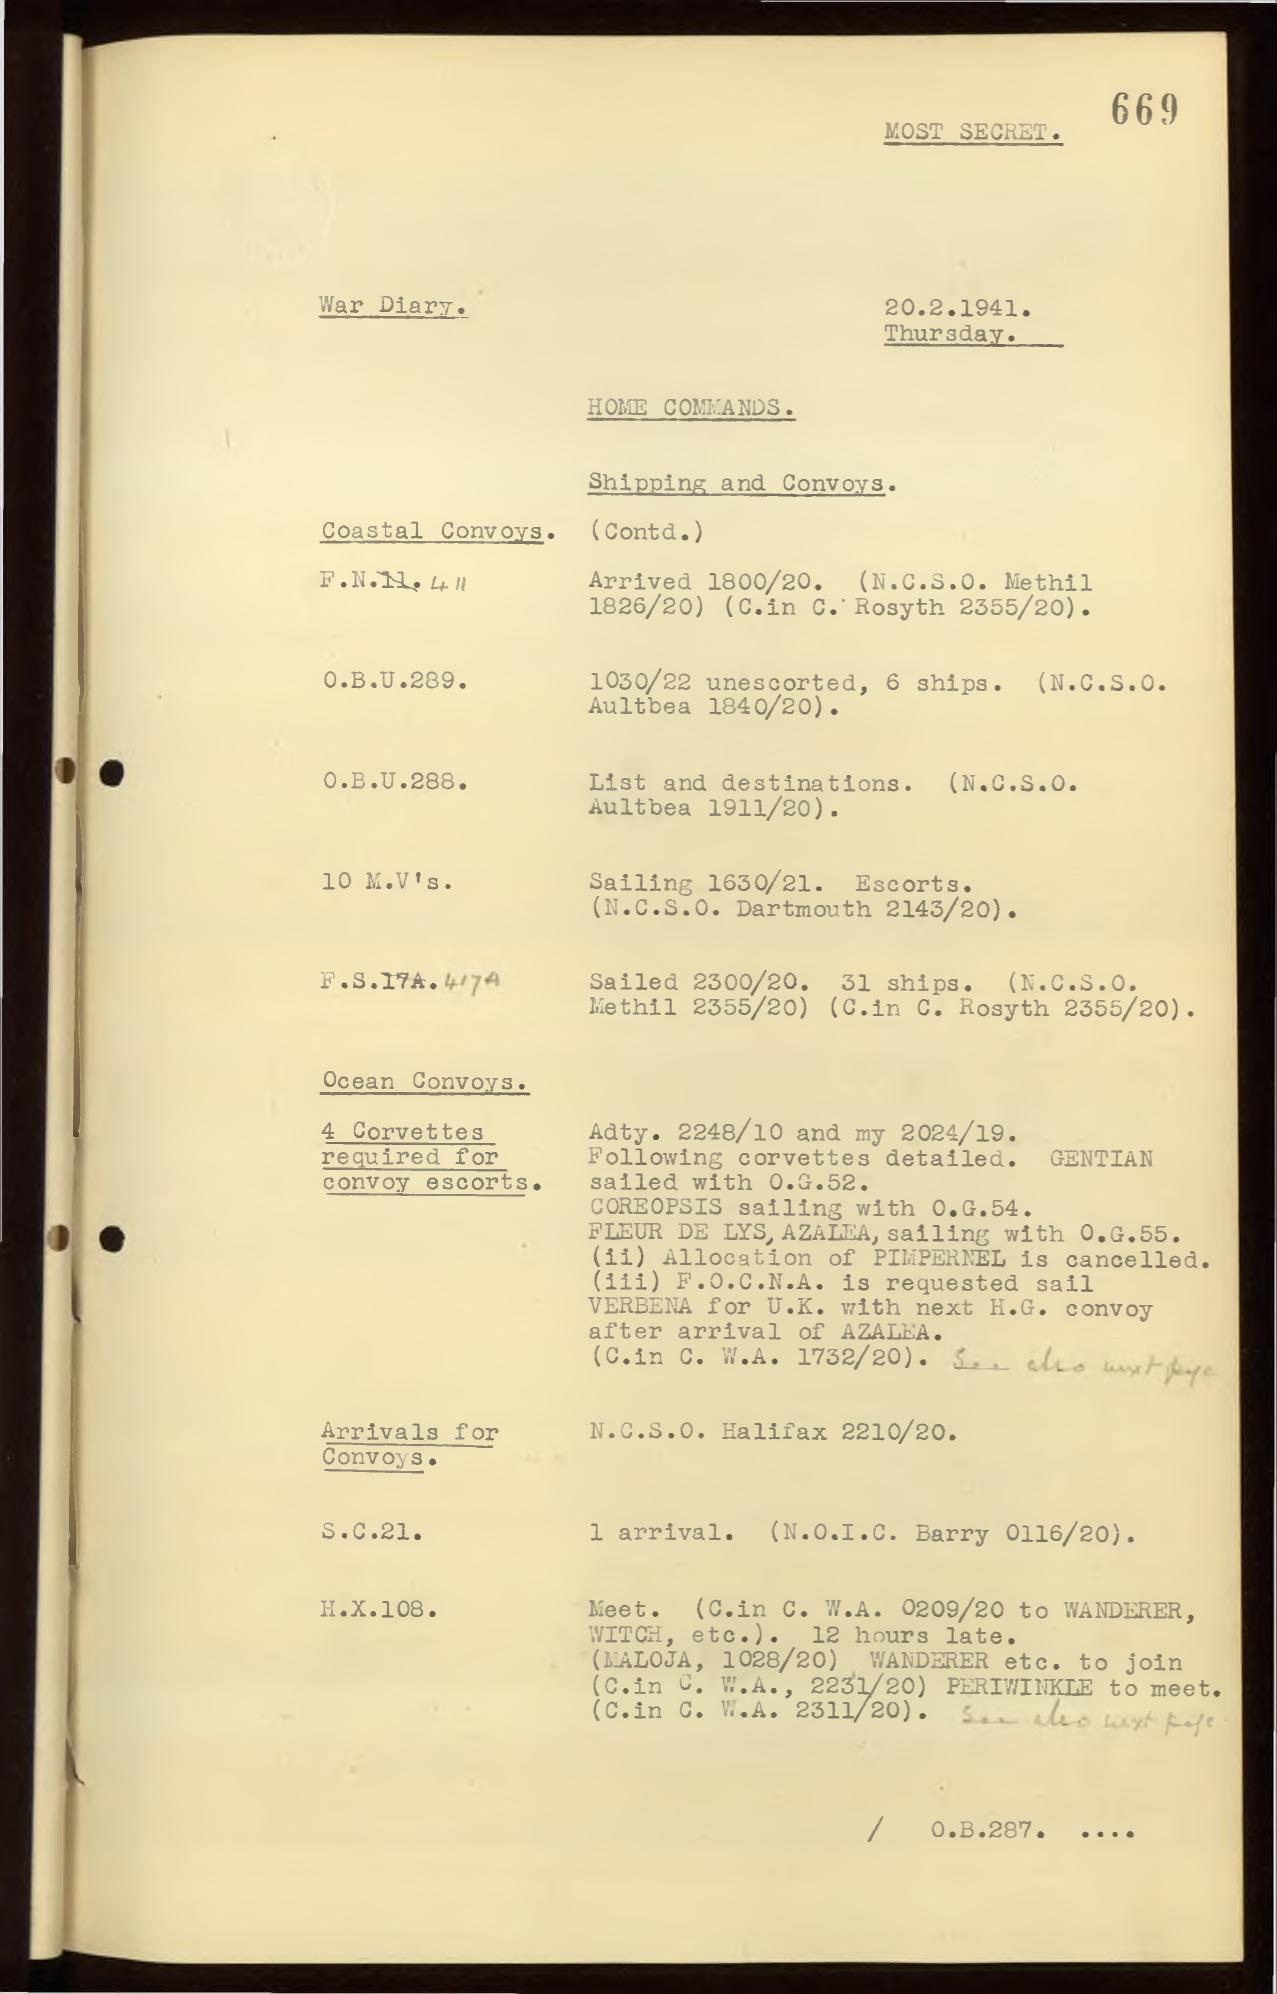 669
MOST SECRET.
War Diary.
20.2.1941.
Thursday.
HOME COMMANDS.
Shipping and Convoys.
Coastal Convoys. (Contd.)
F.N.11. 411 Arrived 1800/20. (N.C.S.O. Methil
1826/20) (C.in C. Rosyth 2355/20).
O.B.U.289. 1030/22 unescorted, 6 ships. (N.C.S.O.
Aultbea 1840/20).
O.B.U.288. List and destinations. (N.C.S.O.
Aultbea 1911/20).
10 M.V's. Sailing 1630/21. Escorts.
(N.C.S.O. Dartmouth 2143/20).
F.S.17A. 417A Sailed 2300/20. 31 ships. (N.C.S.O.
Methil 2355/20) (C.in C. Rosyth 2355/20).
Ocean Convoys.
4 Corvettes
required for
convoy escorts.
Adty. 2248/10 and my 2024/19.
Following corvettes detailed. GENTIAN
sailed with O.G.52.
COREOPSIS sailing with O.G.54.
FLEUR DE LYS, AZALEA, sailing with O.G.55.
(ii) Allocation of PIMPERNEL is cancelled.
(iii) F.O.C.N.A. is requested sail
VERBENA for U.K. with next H.G. convoy
after arrival of AZALEA.
(C.in C. W.A. 1732/20). See also next page
Arrivals for
Convoys.
N.C.S.O. Halifax 2210/20.
S.C.21. 1 arrival. (N.O.I.C. Barry 0116/20).
H.X.108. Meet. (C.in C. W.A. 0209/20 to WANDERER,
WITCH, etc.). 12 hours late.
(MALOJA, 1028/20) WANDERER etc. to join
(C.in C. W.A., 2231/20) PERIWINKLE to meet.
(C.in C. W.A. 2311/20). See also next page
/ O.B.287. ....